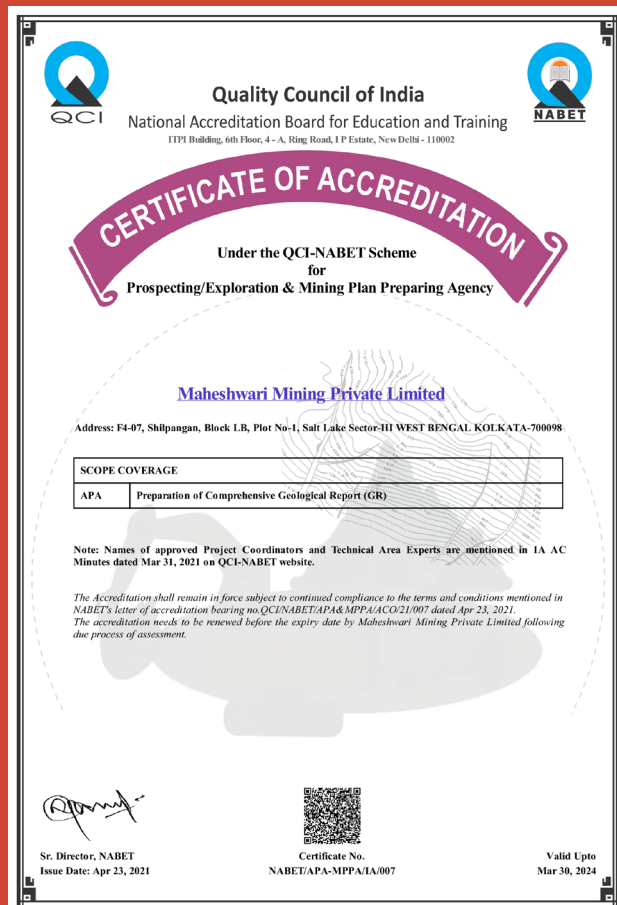 QCI
NABET
Quality Council of India
National Accreditation Board for Education and Training
ITPI Building, 6th Floor, 4 - A, Ring Road, I P Estate, New Delhi - 110002
CERTIFICATE OF ACCREDITATION
Under the QCI-NABET Scheme
for
Prospecting/Exploration & Mining Plan Preparing Agency
Maheshwari Mining Private Limited
Address: F4-07, Shilpangan, Block LB, Plot No-1, Salt Lake Sector-III WEST BENGAL KOLKATA-700098
SCOPE COVERAGE
APA Preparation of Comprehensive Geological Report (GR)
Note: Names of approved Project Coordinators and Technical Area Experts are mentioned in IA AC
Minutes dated Mar 31, 2021 on QCI-NABET website.
The Accreditation shall remain in force subject to continued compliance to the terms and conditions mentioned in
NABET's letter of accreditation bearing no.QCI/NABET/APA&MPPA/ACO/21/007 dated Apr 23, 2021.
The accreditation needs to be renewed before the expiry date by Maheshwari Mining Private Limited following
due process of assessment.
Sr. Director, NABET
Issue Date: Apr 23, 2021
Certificate No.
NABET/APA-MPPA/IA/007
Valid Upto
Mar 30, 2024